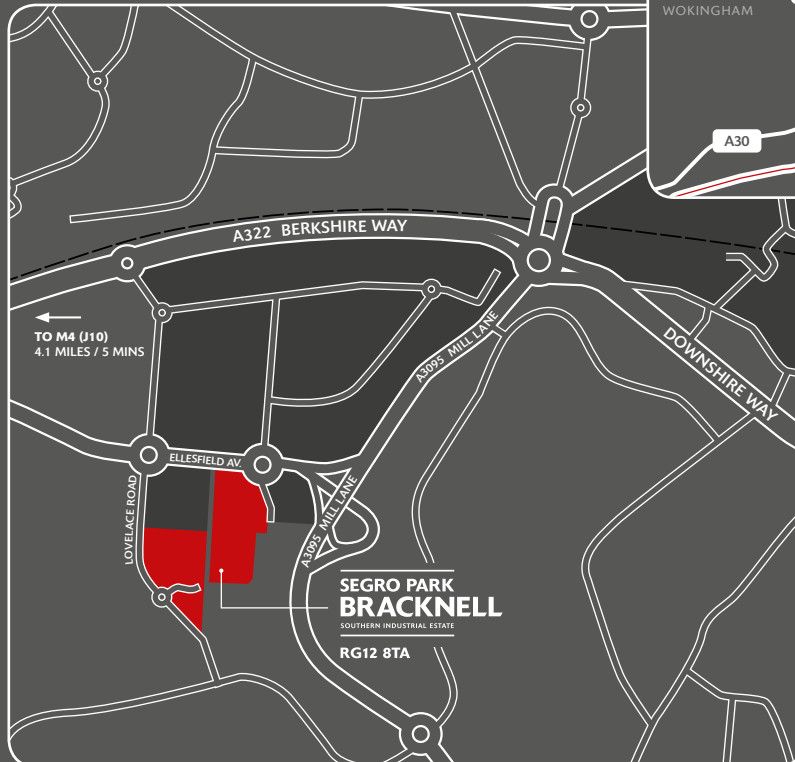 WOKINGHAM
A30
A322 BERKSHIRE WAY
TO M4 (J10)
4.1 MILES / 5 MINS
A3095 MILL LANE
DOWNSHIRE WAY
ELLESFIELD AV.
LOVELACE ROAD
A3095 MILL LANE
SEGRO PARK
BRACKNELL
SOUTHERN INDUSTRIAL ESTATE
RG12 8TA